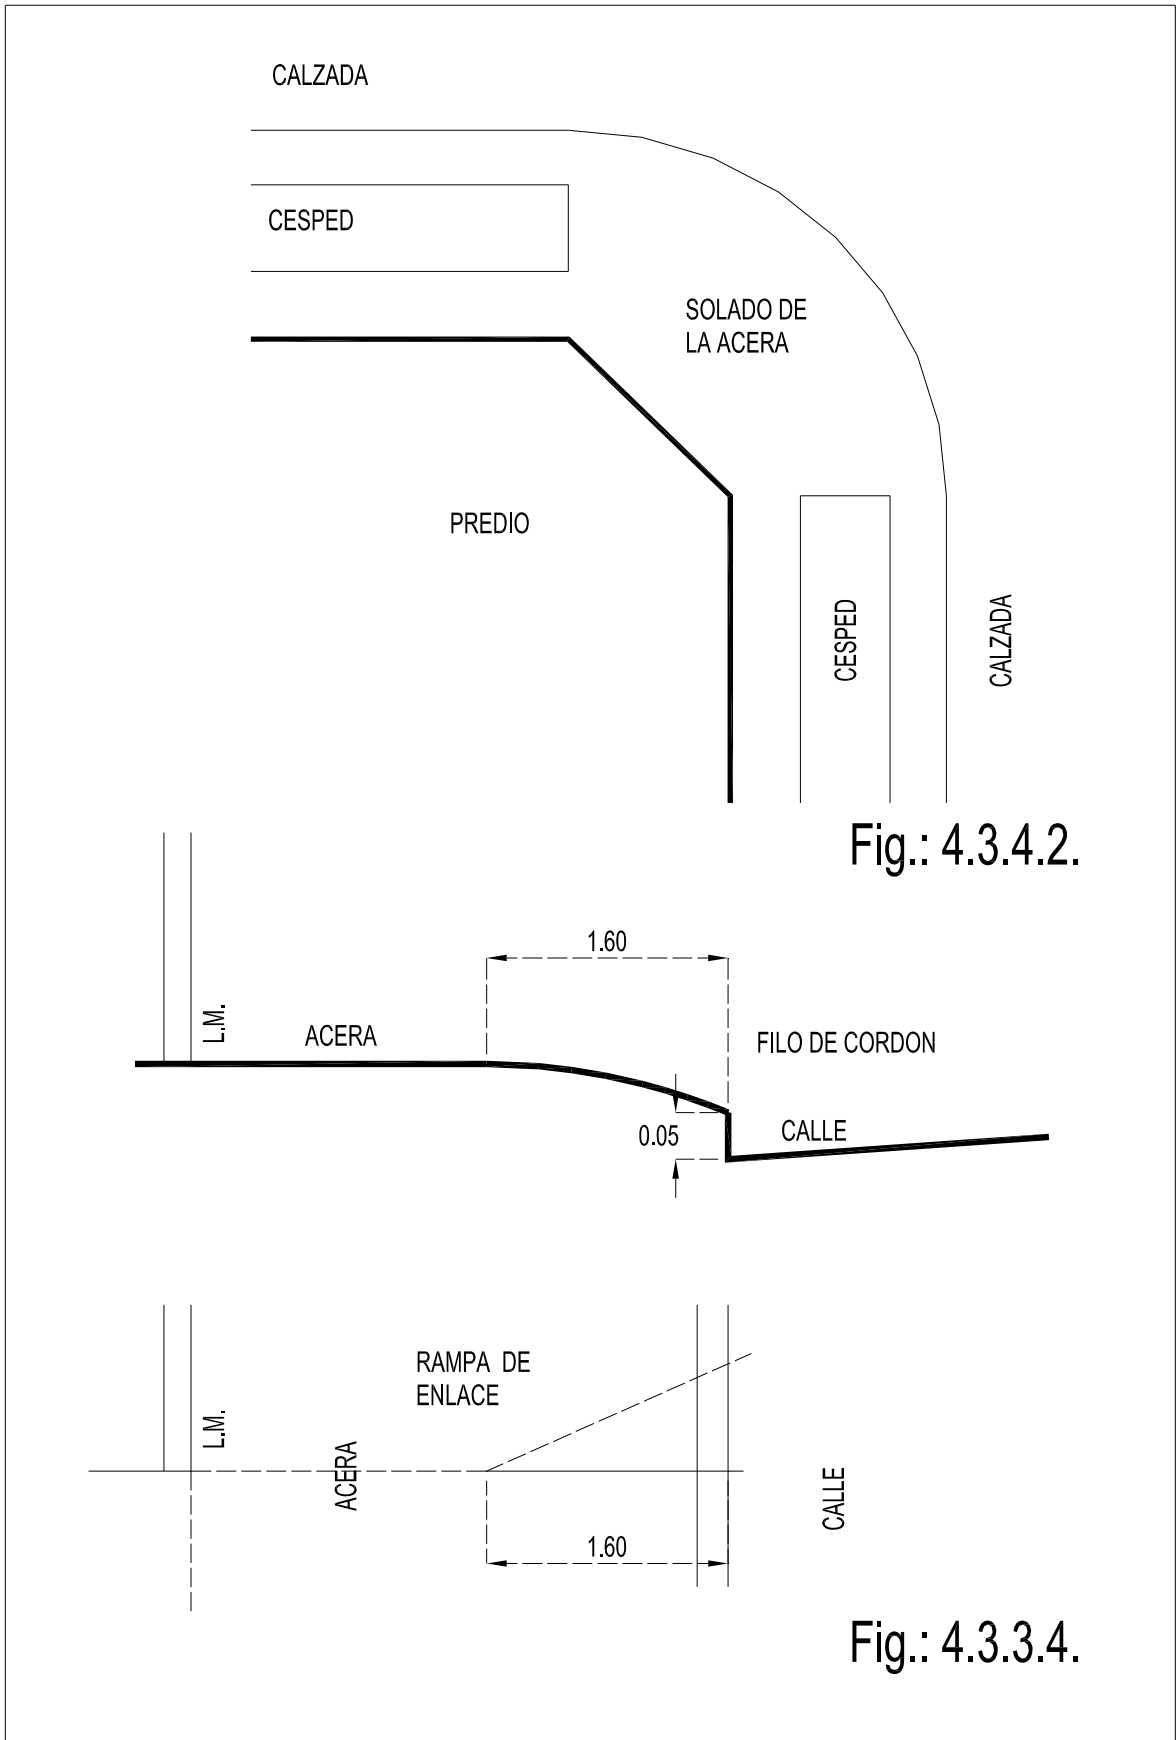 CALZADA
CESPED
SOLADO DE
LA ACERA
PREDIO
CESPED
CALZADA
Fig.: 4.3.4.2.
1.60
L.M.
ACERA
FILO DE CORDON
0.05
CALLE
RAMPA DE
ENLACE
L.M.
ACERA
CALLE
1.60
Fig.: 4.3.3.4.